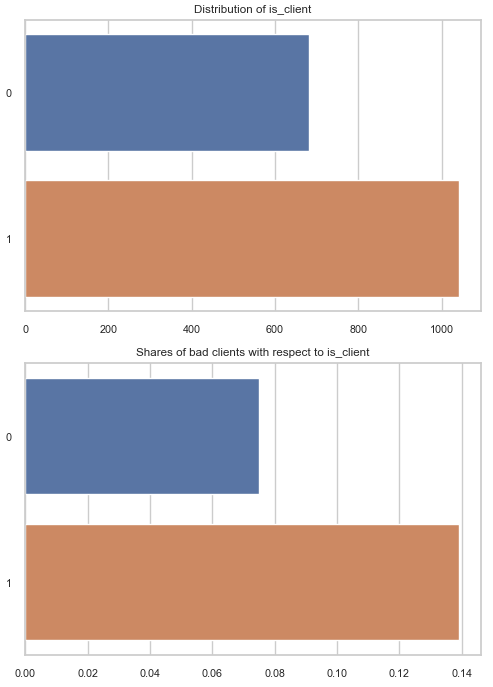 Distribution of is_client
0
1
0 200 400 600 800 1000
Shares of bad clients with respect to is_client
0
1
0.00 0.02 0.04 0.06 0.08 0.10 0.12 0.14